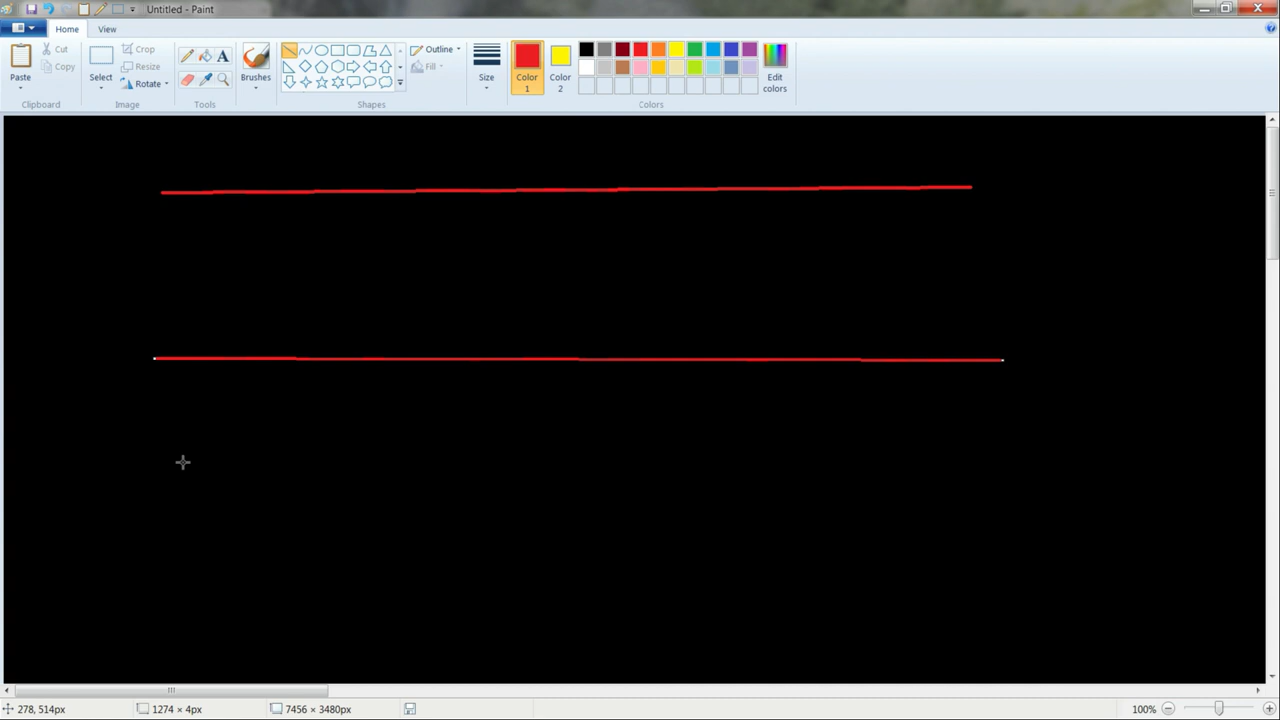 Untitled - Paint
Home View
Paste
Cut
Copy
Clipboard
Select
Crop
Resize
Rotate
Image
A
Tools
Brushes
Shapes
Outline
Fill
Size
Color 1
Color 2
Edit colors
Colors
278, 514px 1274 × 4px 7456 × 3480px 100%